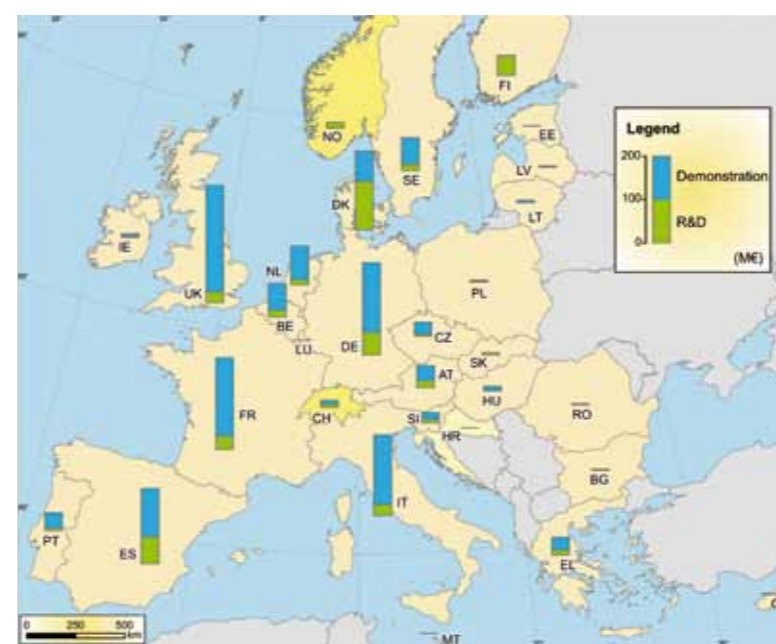 FI
NO
EE
SE
LV
DK
LT
IE
NL
UK
PL
BE
CZ
LU
DE
SK
AT
HU
FR
CH
SI
RO
HR
BG
IT
PT
ES
EL
MT
Legend
200
Demonstration
100
R&D
0
(M€)
0 250 500
km